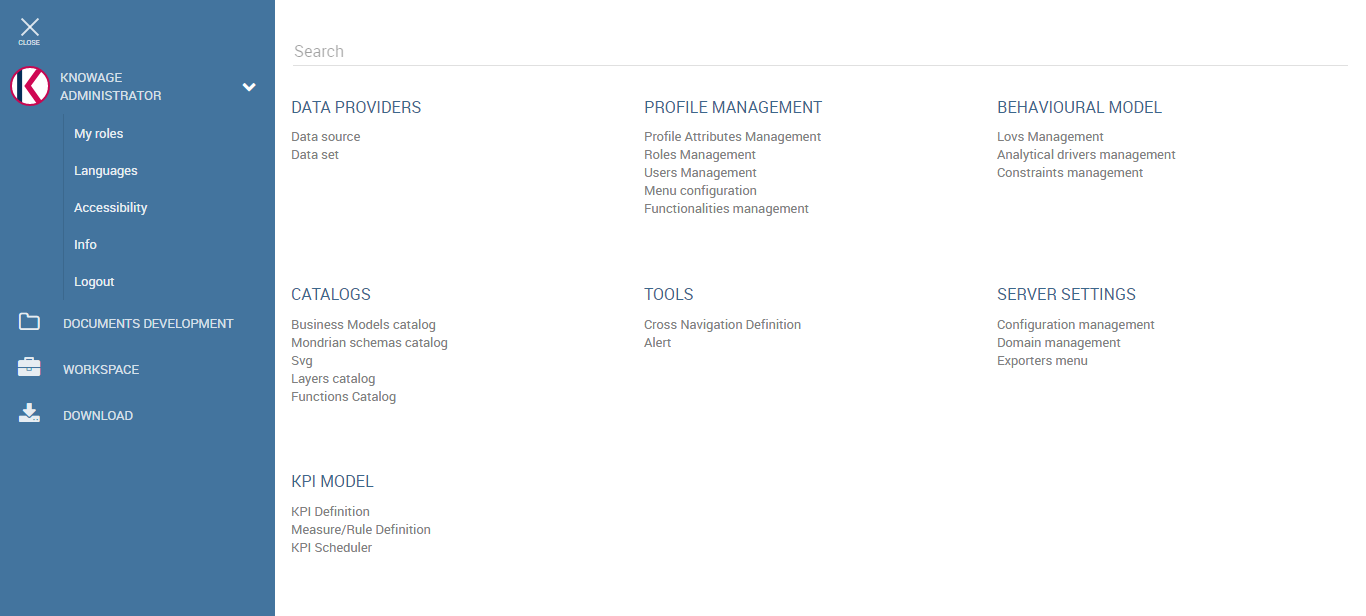 CLOSE
KNOWAGE
ADMINISTRATOR
My roles
Languages
Accessibility
Info
Logout
DOCUMENTS DEVELOPMENT
WORKSPACE
DOWNLOAD
Search
DATA PROVIDERS
Data source
Data set
PROFILE MANAGEMENT
Profile Attributes Management
Roles Management
Users Management
Menu configuration
Functionalities management
BEHAVIOURAL MODEL
Lovs Management
Analytical drivers management
Constraints management
CATALOGS
Business Models catalog
Mondrian schemas catalog
Svg
Layers catalog
Functions Catalog
TOOLS
Cross Navigation Definition
Alert
SERVER SETTINGS
Configuration management
Domain management
Exporters menu
KPI MODEL
KPI Definition
Measure/Rule Definition
KPI Scheduler